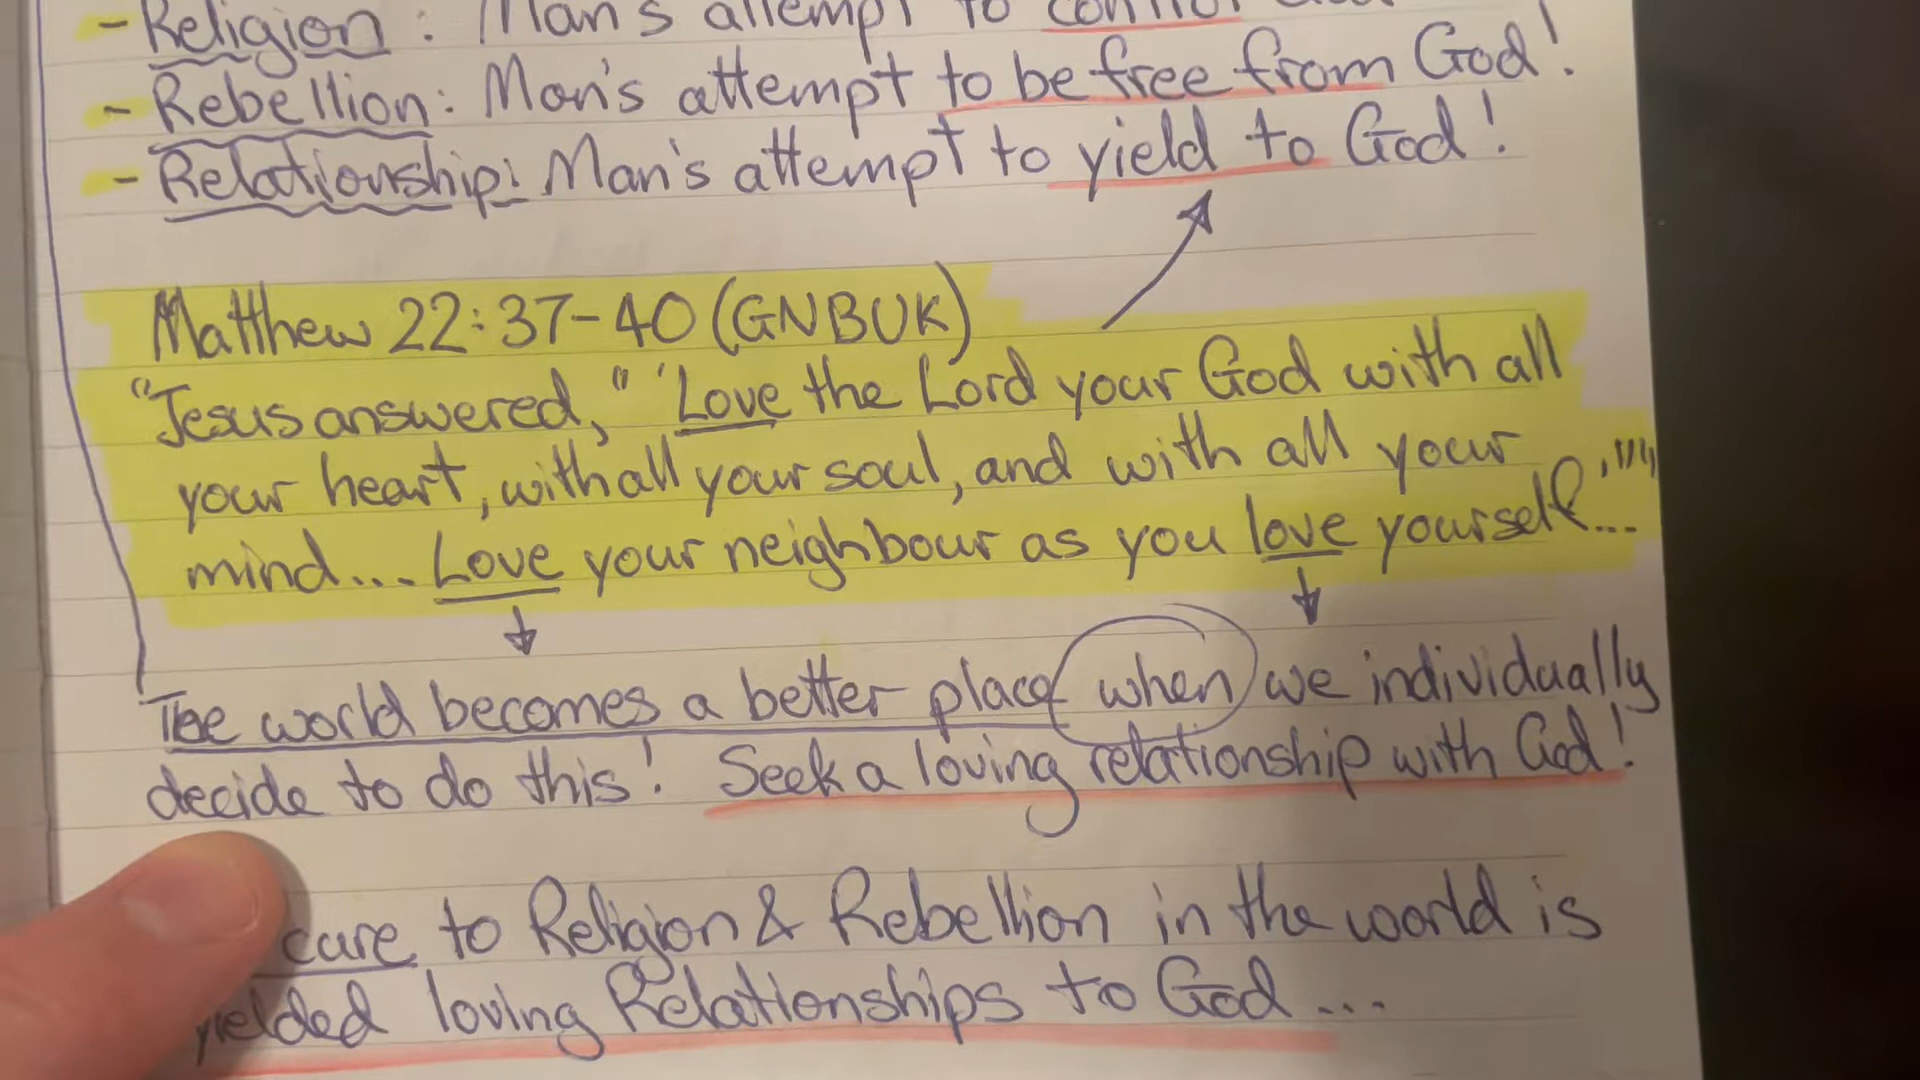 - Religion : Man's attempt to control God!
- Rebellion: Man's attempt to be free from God!
- Relationship: Man's attempt to yield to God!
Matthew 22:37-40 (GNBUK)
"Jesus answered," 'Love the Lord your God with all
your heart, with all your soul, and with all your
mind.... Love your neighbour as you love yourself...'""
The world becomes a better place when we individually
decide to do this! Seek a loving relationship with God!
cure to Religion & Rebellion in the world is
yielded loving Relationships to God...